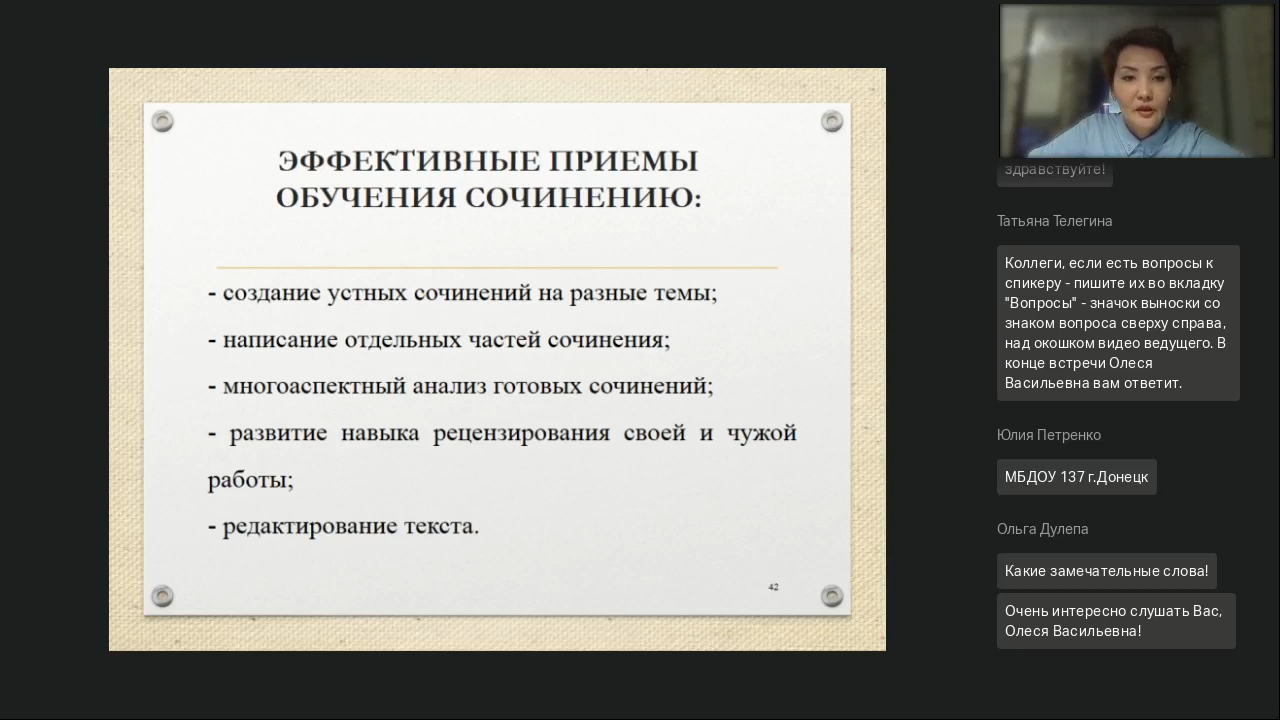 ЭФФЕКТИВНЫЕ ПРИЕМЫ
ОБУЧЕНИЯ СОЧИНЕНИЮ:
- создание устных сочинений на разные темы;
- написание отдельных частей сочинения;
- многоаспектный анализ готовых сочинений;
- развитие навыка рецензирования своей и чужой
работы;
- редактирование текста.
42
здравствуйте!
Татьяна Телегина
Коллеги, если есть вопросы к
спикеру - пишите их во вкладку
"Вопросы" - значок выноски со
знаком вопроса сверху справа,
над окошком видео ведущего. В
конце встречи Олеся
Васильевна вам ответит.
Юлия Петренко
МБДОУ 137 г.Донецк
Ольга Дулепа
Какие замечательные слова!
Очень интересно слушать Вас,
Олеся Васильевна!